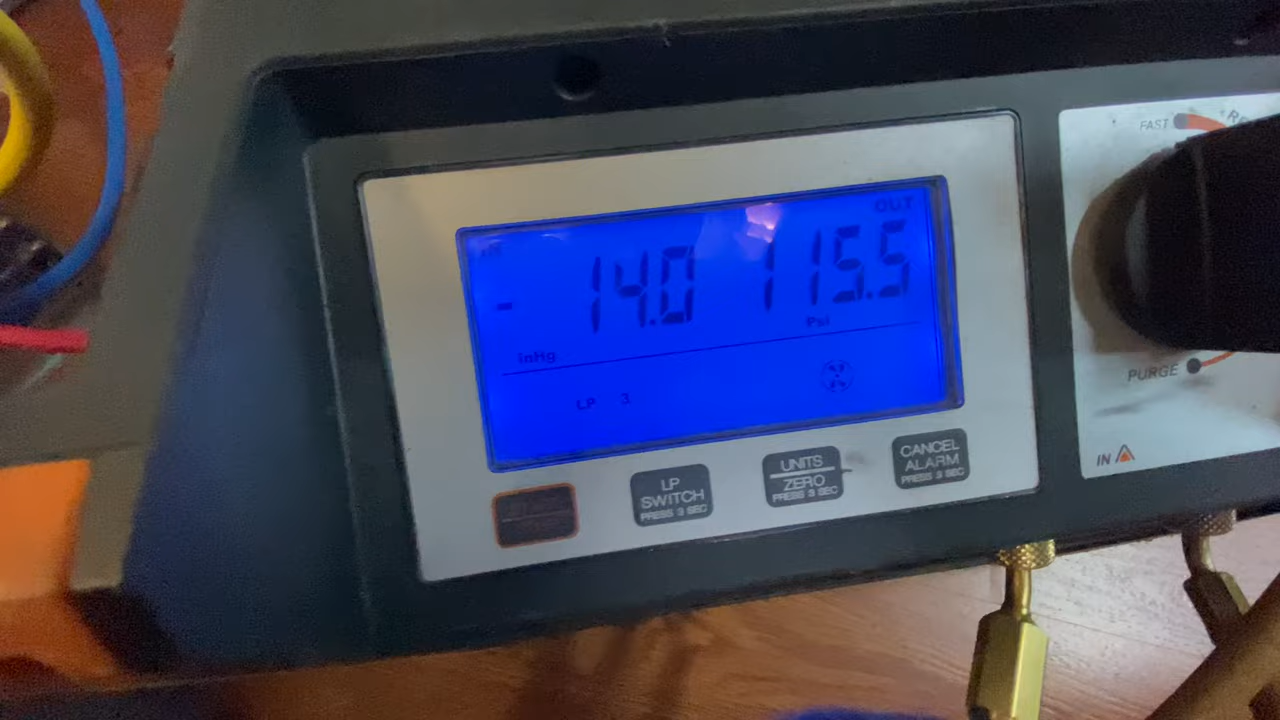 OUT
- 14.0 115.5
inHg Psi
LP 3
LP
SWITCH
PRESS 3 SEC
UNITS
ZERO
PRESS 3 SEC
CANCEL
ALARM
PRESS 3 SEC
FAST
PURGE
IN